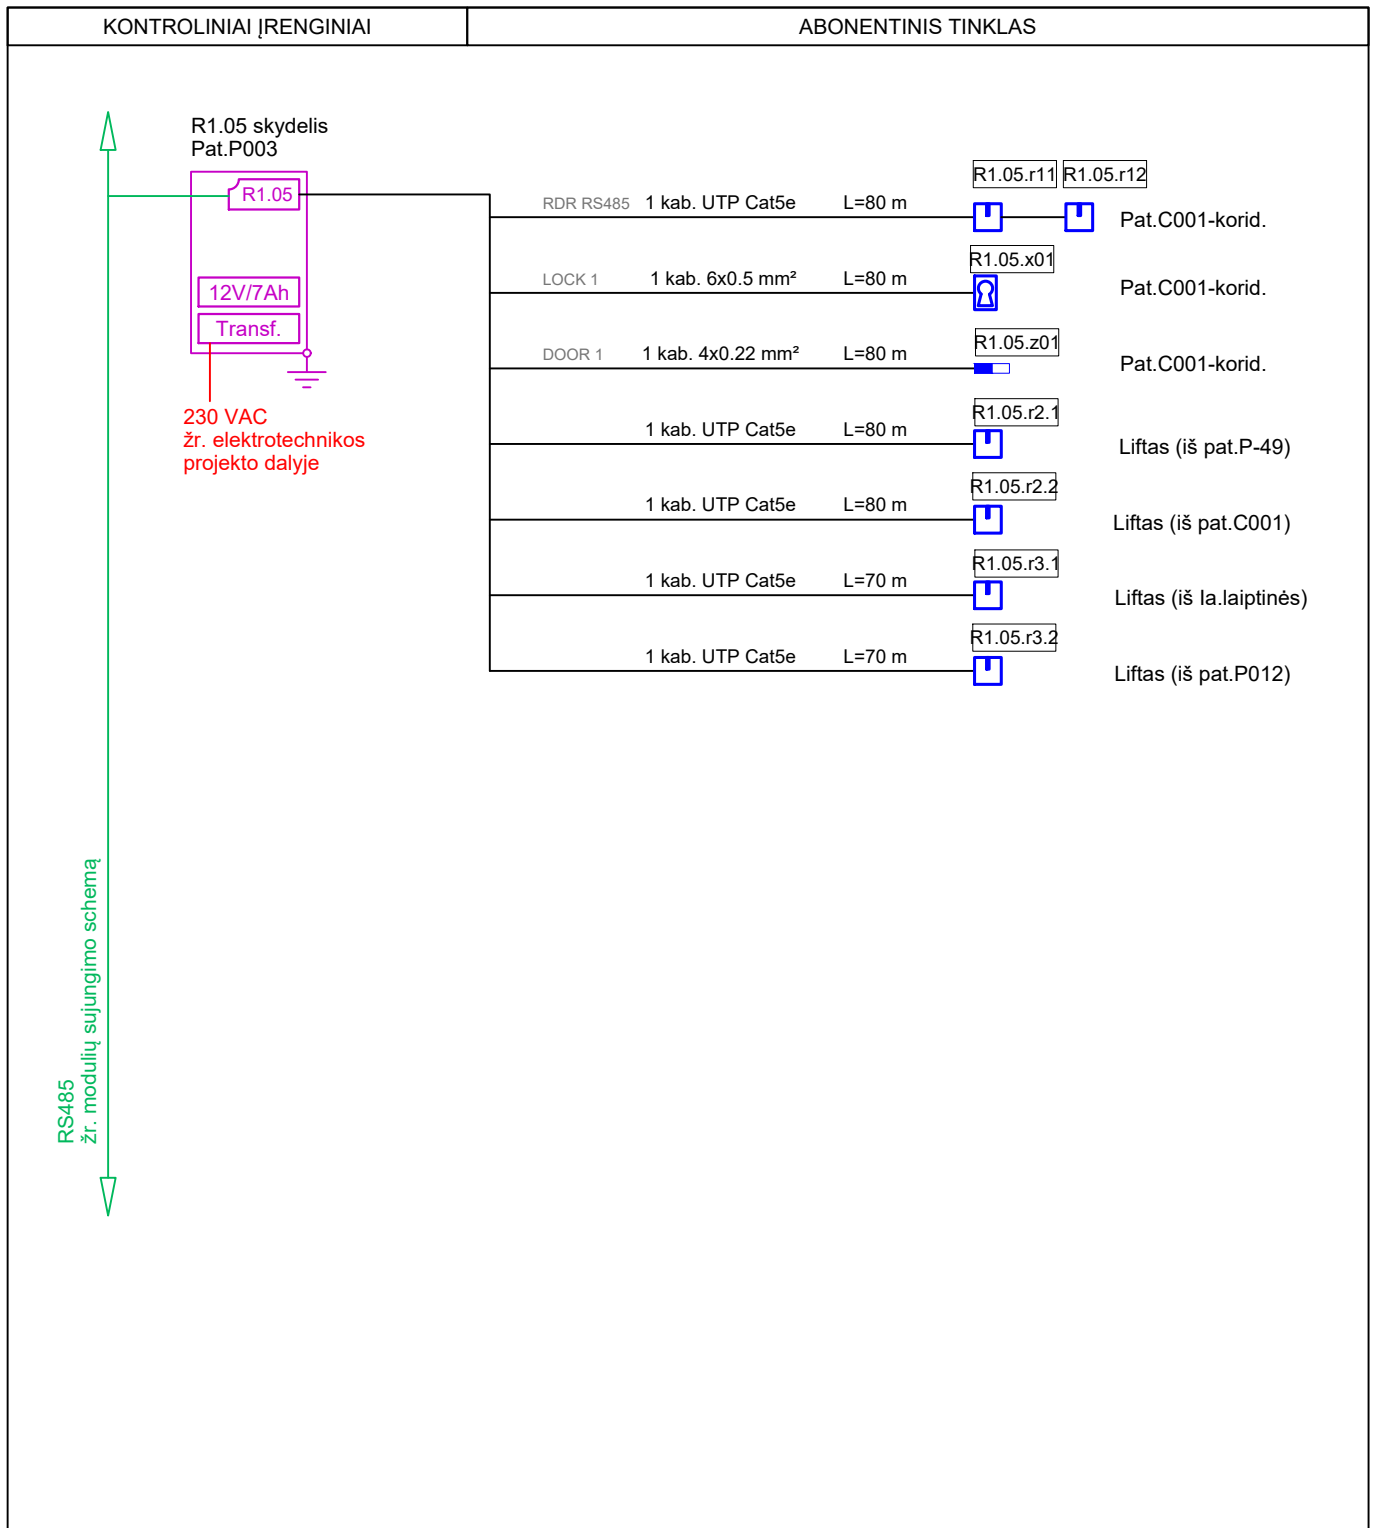 KONTROLINIAI ĮRENGINIAI
ABONENTINIS TINKLAS
R1.05 skydelis
Pat.P003
R1.05
12V/7Ah
Transf.
230 VAC
žr. elektrotechnikos
projekto dalyje
RS485
žr. modulių sujungimo schemą
R1.05.r11 R1.05.r12
RDR RS485 1 kab. UTP Cat5e L=80 m Pat.C001-korid.
R1.05.x01
LOCK 1 1 kab. 6x0.5 mm² L=80 m Pat.C001-korid.
R1.05.z01
DOOR 1 1 kab. 4x0.22 mm² L=80 m Pat.C001-korid.
R1.05.r2.1
1 kab. UTP Cat5e L=80 m Liftas (iš pat.P-49)
R1.05.r2.2
1 kab. UTP Cat5e L=80 m Liftas (iš pat.C001)
R1.05.r3.1
1 kab. UTP Cat5e L=70 m Liftas (iš Ia.laiptinės)
R1.05.r3.2
1 kab. UTP Cat5e L=70 m Liftas (iš pat.P012)